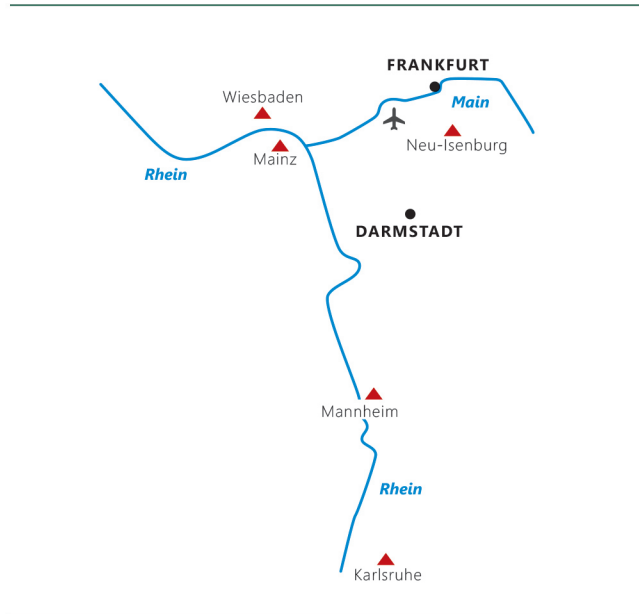 FRANKFURT
Wiesbaden
Main
Neu-Isenburg
Mainz
Rhein
DARMSTADT
Mannheim
Rhein
Karlsruhe